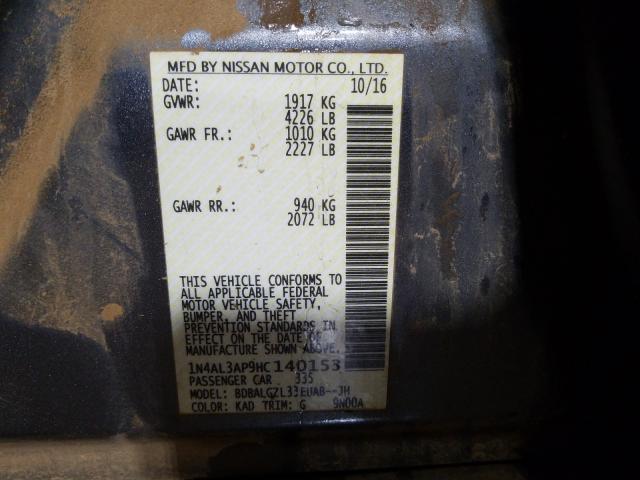 MFD BY NISSAN MOTOR CO., LTD.
DATE: 10/16
GVWR: 1917 KG
4226 LB
GAWR FR.: 1010 KG
2227 LB
GAWR RR.: 940 KG
2072 LB
THIS VEHICLE CONFORMS TO
ALL APPLICABLE FEDERAL
MOTOR VEHICLE SAFETY,
BUMPER, AND THEFT
PREVENTION STANDARDS IN
EFFECT ON THE DATE OF
MANUFACTURE SHOWN ABOVE.
1N4AL3AP9HC140153
PASSENGER CAR 335
MODEL: BDBALGZL33EUAB--JH
COLOR: KAD TRIM: G 9N00A